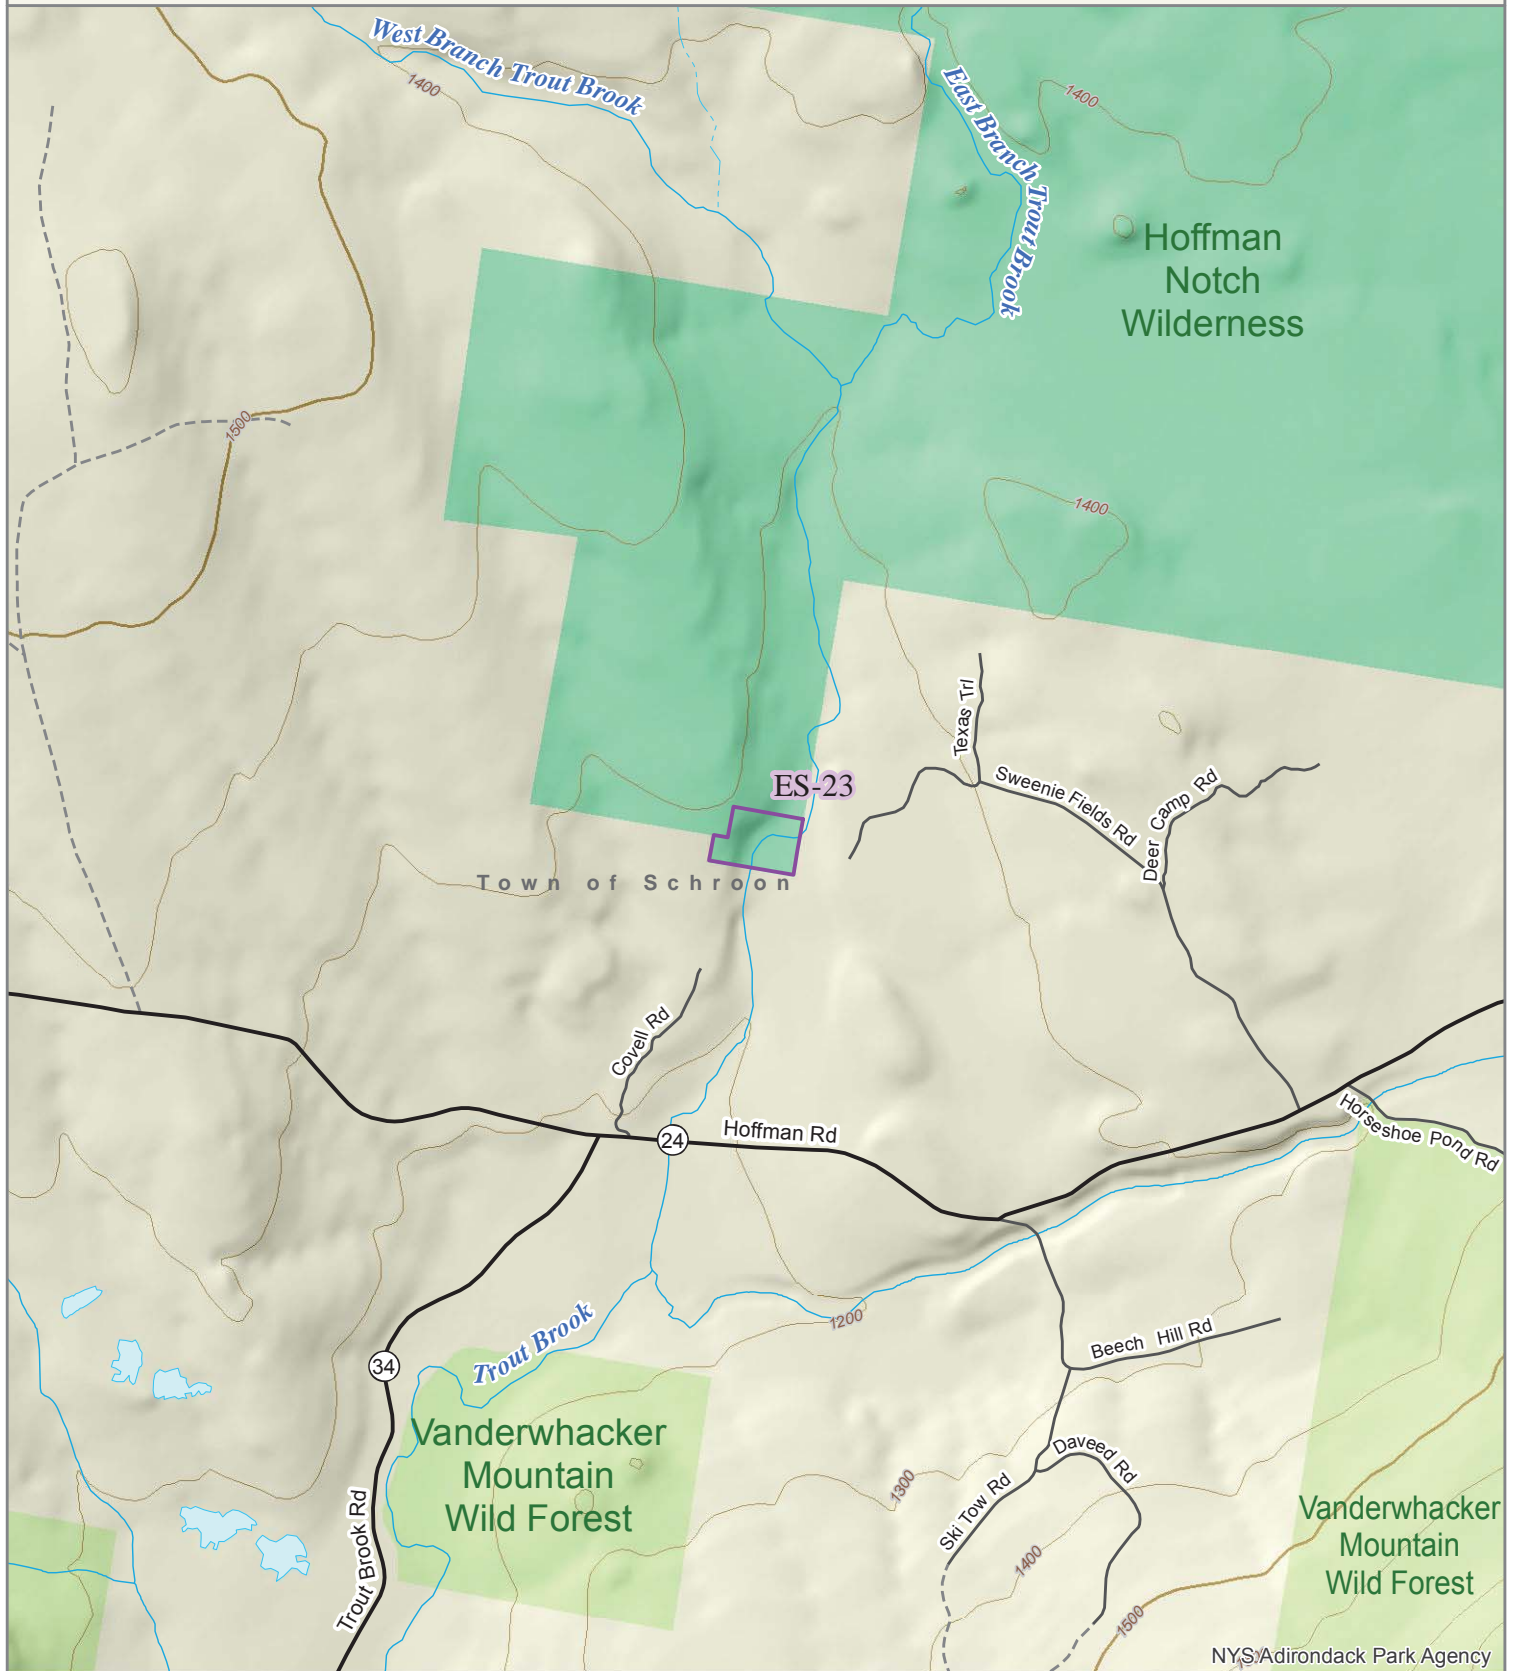 West Branch Trout Brook
1400
East Branch Trout Brook
1400
Hoffman
Notch
Wilderness
1500
1400
Texas Trl
Sweenie Fields Rd
Deer Camp Rd
ES-23
Town of Schroon
Covell Rd
24
Hoffman Rd
Horseshoe Pond Rd
1200
Trout Brook
Beech Hill Rd
34
Vanderwhacker
Mountain
Wild Forest
Daveed Rd
1300
Ski Tow Rd
Trout Brook Rd
1400
Vanderwhacker
Mountain
Wild Forest
1500
NYS Adirondack Park Agency